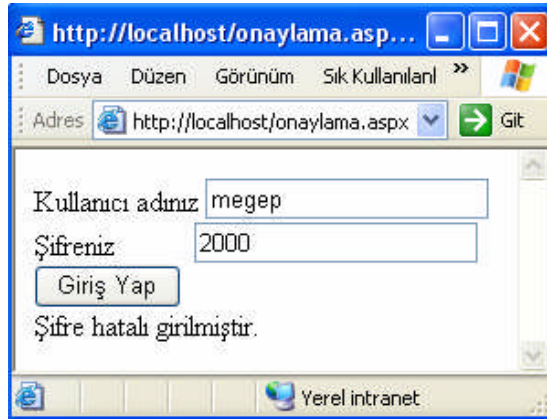 http://localhost/onaylama.asp...
Dosya Düzen Görünüm Sık Kullanılanl »
Adres http://localhost/onaylama.aspx Git
Kullanıcı adınız megep
Şifreniz 2000
Giriş Yap
Şifre hatalı girilmiştir.
Yerel intranet